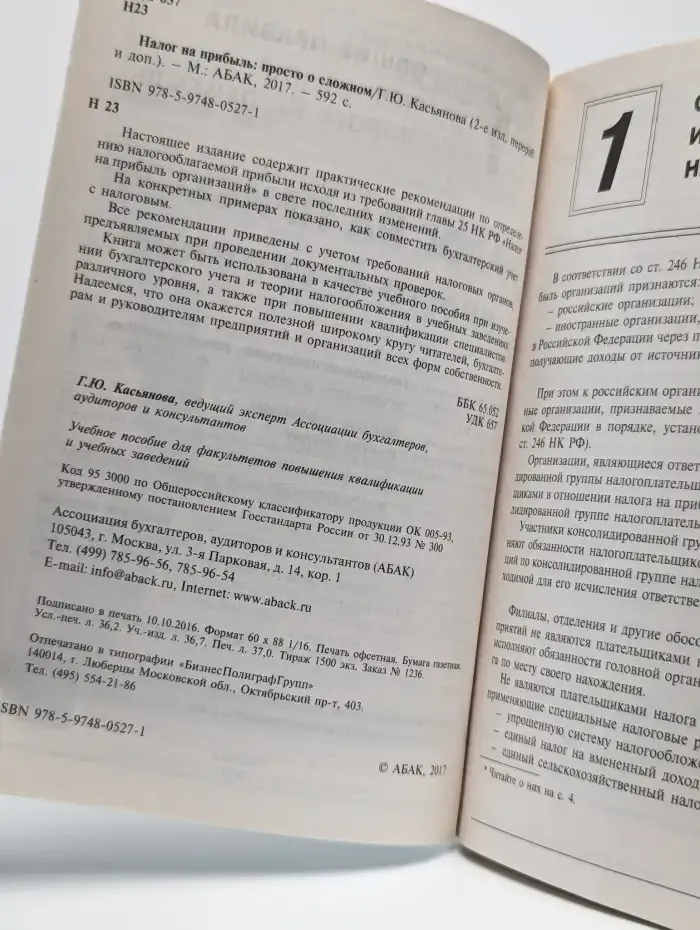 Н23
Налог на прибыль: просто о сложном/Г.Ю. Касьянова (2-е изд., перераб.
и доп.). – М.: АБАК, 2017. – 592 с.
ISBN 978-5-9748-0527-1
Н 23
Настоящее издание содержит практические рекомендации по определе-
нию налогооблагаемой прибыли исходя из требований главы 25 НК РФ «Налог
на прибыль организаций» в свете последних изменений.
На конкретных примерах показано, как совместить бухгалтерский учет
с налоговым.
Все рекомендации приведены с учетом требований налоговых органов,
предъявляемых при проведении документальных проверок.
Книга может быть использована в качестве учебного пособия при изуче-
нии бухгалтерского учета и теории налогообложения в учебных заведениях
различного уровня, а также при повышении квалификации специалистов.
Надеемся, что она окажется полезной широкому кругу читателей, бухгалте-
рам и руководителям предприятий и организаций всех форм собственности.
ББК 65.052
УДК 657
Г.Ю. Касьянова, ведущий эксперт Ассоциации бухгалтеров,
аудиторов и консультантов
Учебное пособие для факультетов повышения квалификации
и учебных заведений
Код 95 3000 по Общероссийскому классификатору продукции ОК 005-93,
утвержденному постановлением Госстандарта России от 30.12.93 № 300
Ассоциация бухгалтеров, аудиторов и консультантов (АБАК)
105043, г. Москва, ул. 3-я Парковая, д. 14, кор. 1
Тел. (499) 785-96-56, 785-96-54
E-mail: info@aback.ru, Internet: www.aback.ru
Подписано в печать 10.10.2016. Формат 60 х 88 1/16. Печать офсетная. Бумага газетная.
Усл.-печ. л. 36,2. Уч.-изд. л. 36,7. Печ. л. 37,0. Тираж 1500 экз. Заказ № 1236.
Отпечатано в типографии «БизнесПолиграфГрупп»
140014, г. Люберцы Московской обл., Октябрьский пр-т, 403.
Тел. (495) 554-21-86
ISBN 978-5-9748-0527-1
© АБАК, 2017
1
В соответствии со ст. 246 Н
быль организаций признаются:
– российские организации;
– иностранные организации,
в Российской Федерации через п
получающие доходы от источни
При этом к российским органи
ные организации, признаваемые
кой Федерации в порядке, устано
ст. 246 НК РФ).
Организации, являющиеся ответ
дированной группы налогоплательщ
щиками в отношении налога на при
лидированной группе налогоплатель
Участники консолидированной гру
няют обязанности налогоплательщико
ций по консолидированной группе нал
ходимой для его исчисления ответстве
Филиалы, отделения и другие обосо
приятий не являются плательщиками н
исполняют обязанности головной орган
га по месту своего нахождения.
Не являются плательщиками налога
применяющие специальные налоговые р
– упрощенную систему налогообложе
– единый налог на вмененный доход
– единый сельскохозяйственный нало
* Читайте о них на с. 4.